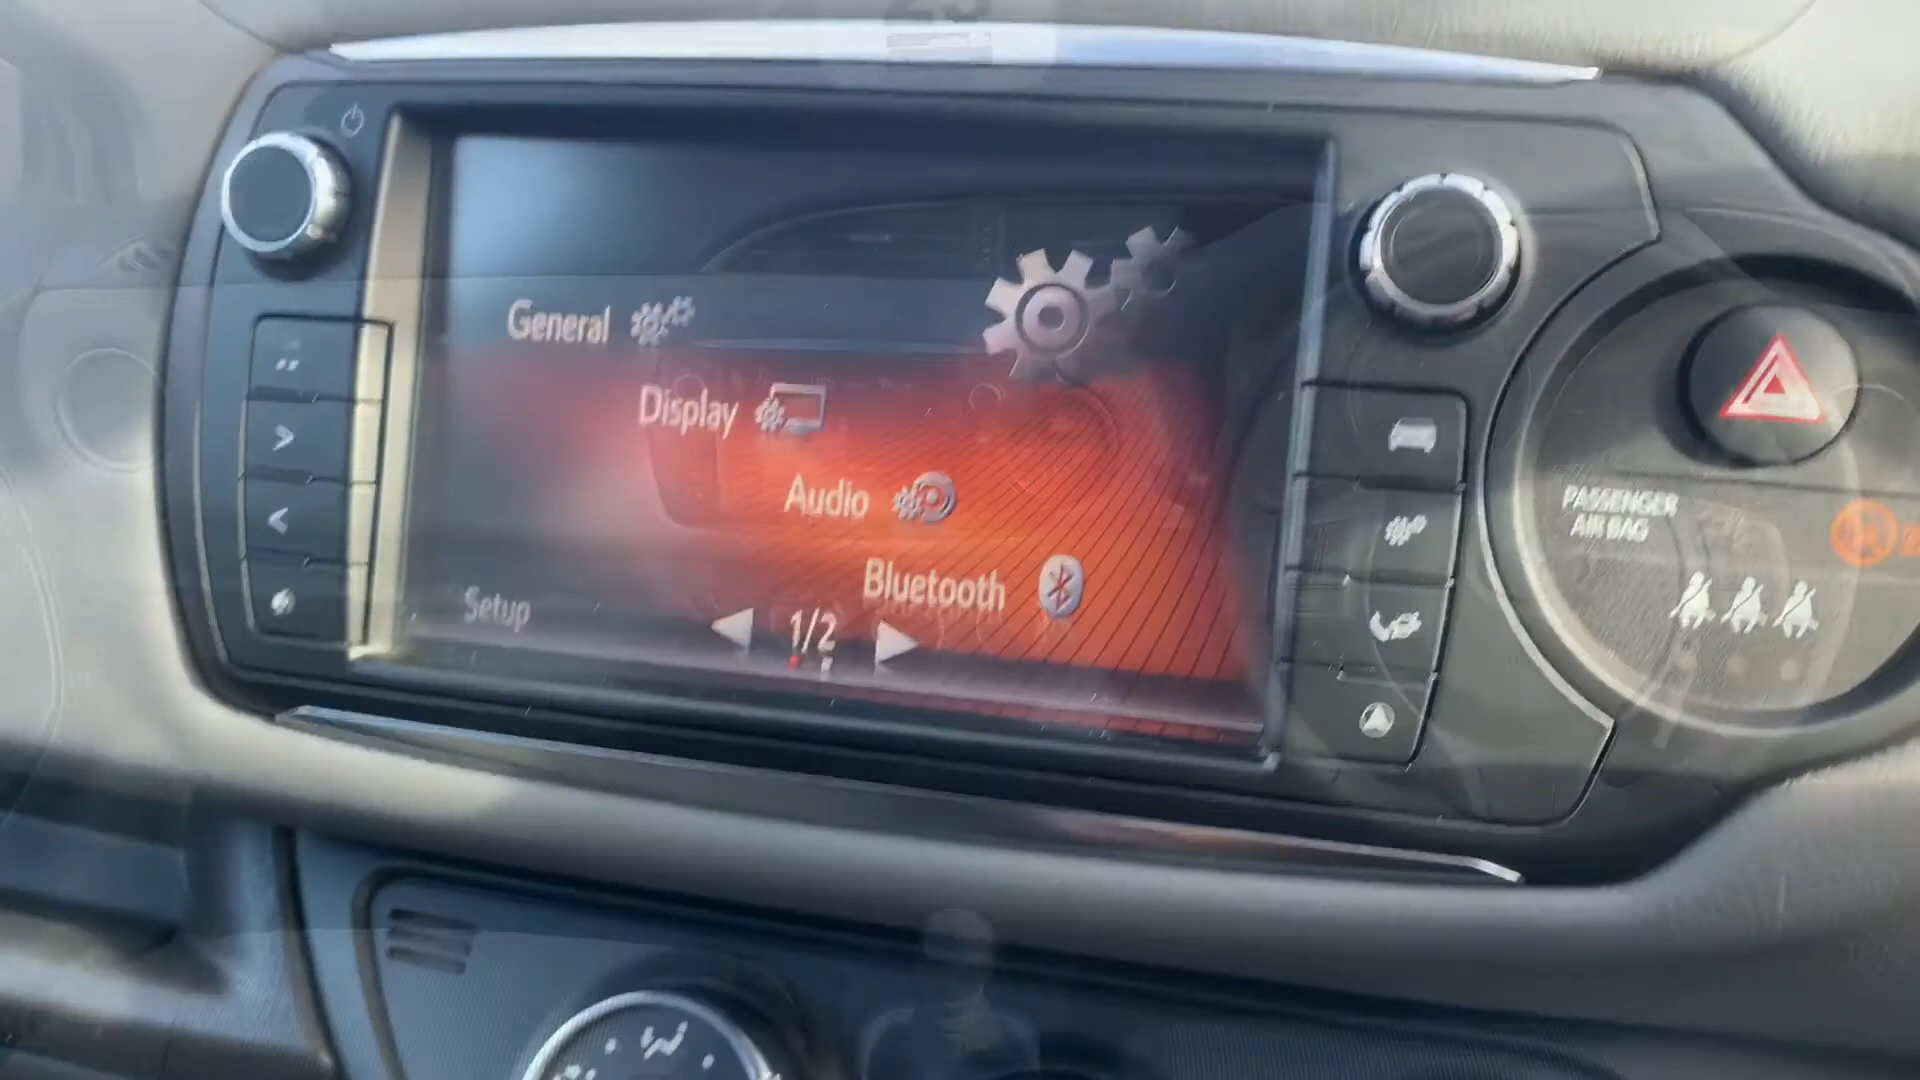 General
Display
Audio
Bluetooth
Setup
1/2
PASSENGER
AIR BAG